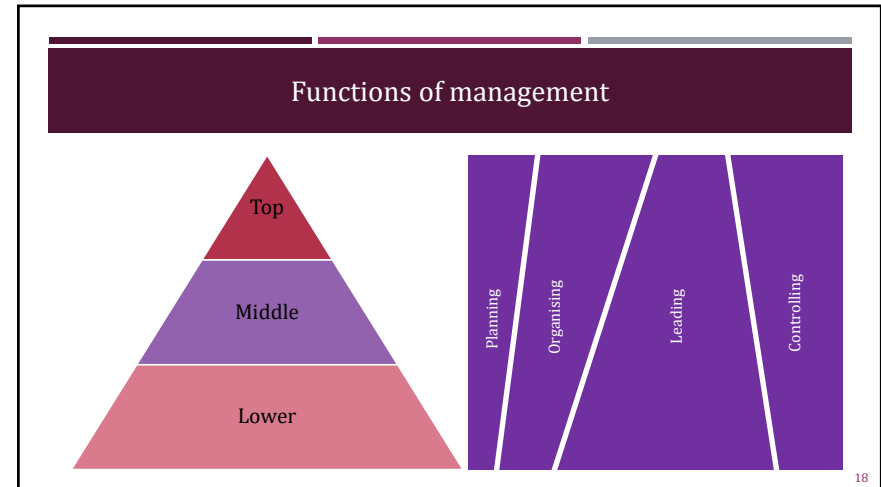 Functions of management
Top
Middle
Lower
Planning
Organising
Leading
Controlling
18